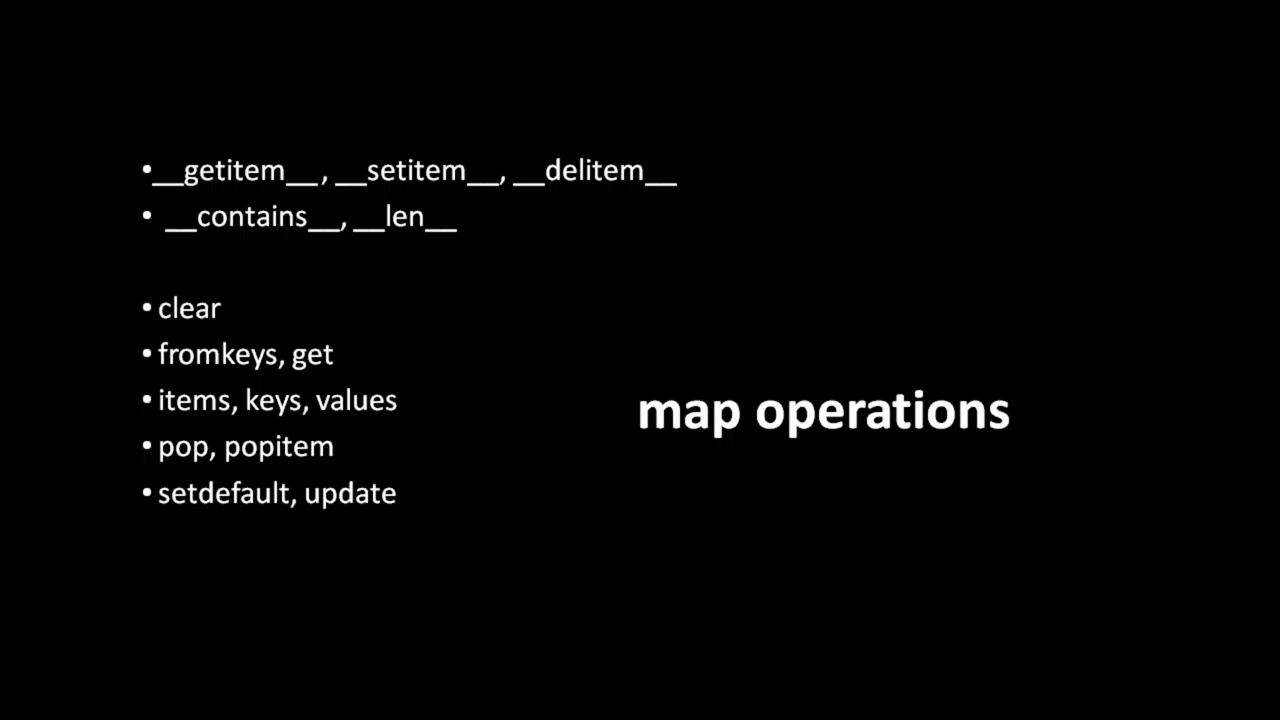 •__getitem__, __setitem__, __delitem__
• __contains__, __len__
• clear
• fromkeys, get
• items, keys, values
• pop, popitem
• setdefault, update
map operations